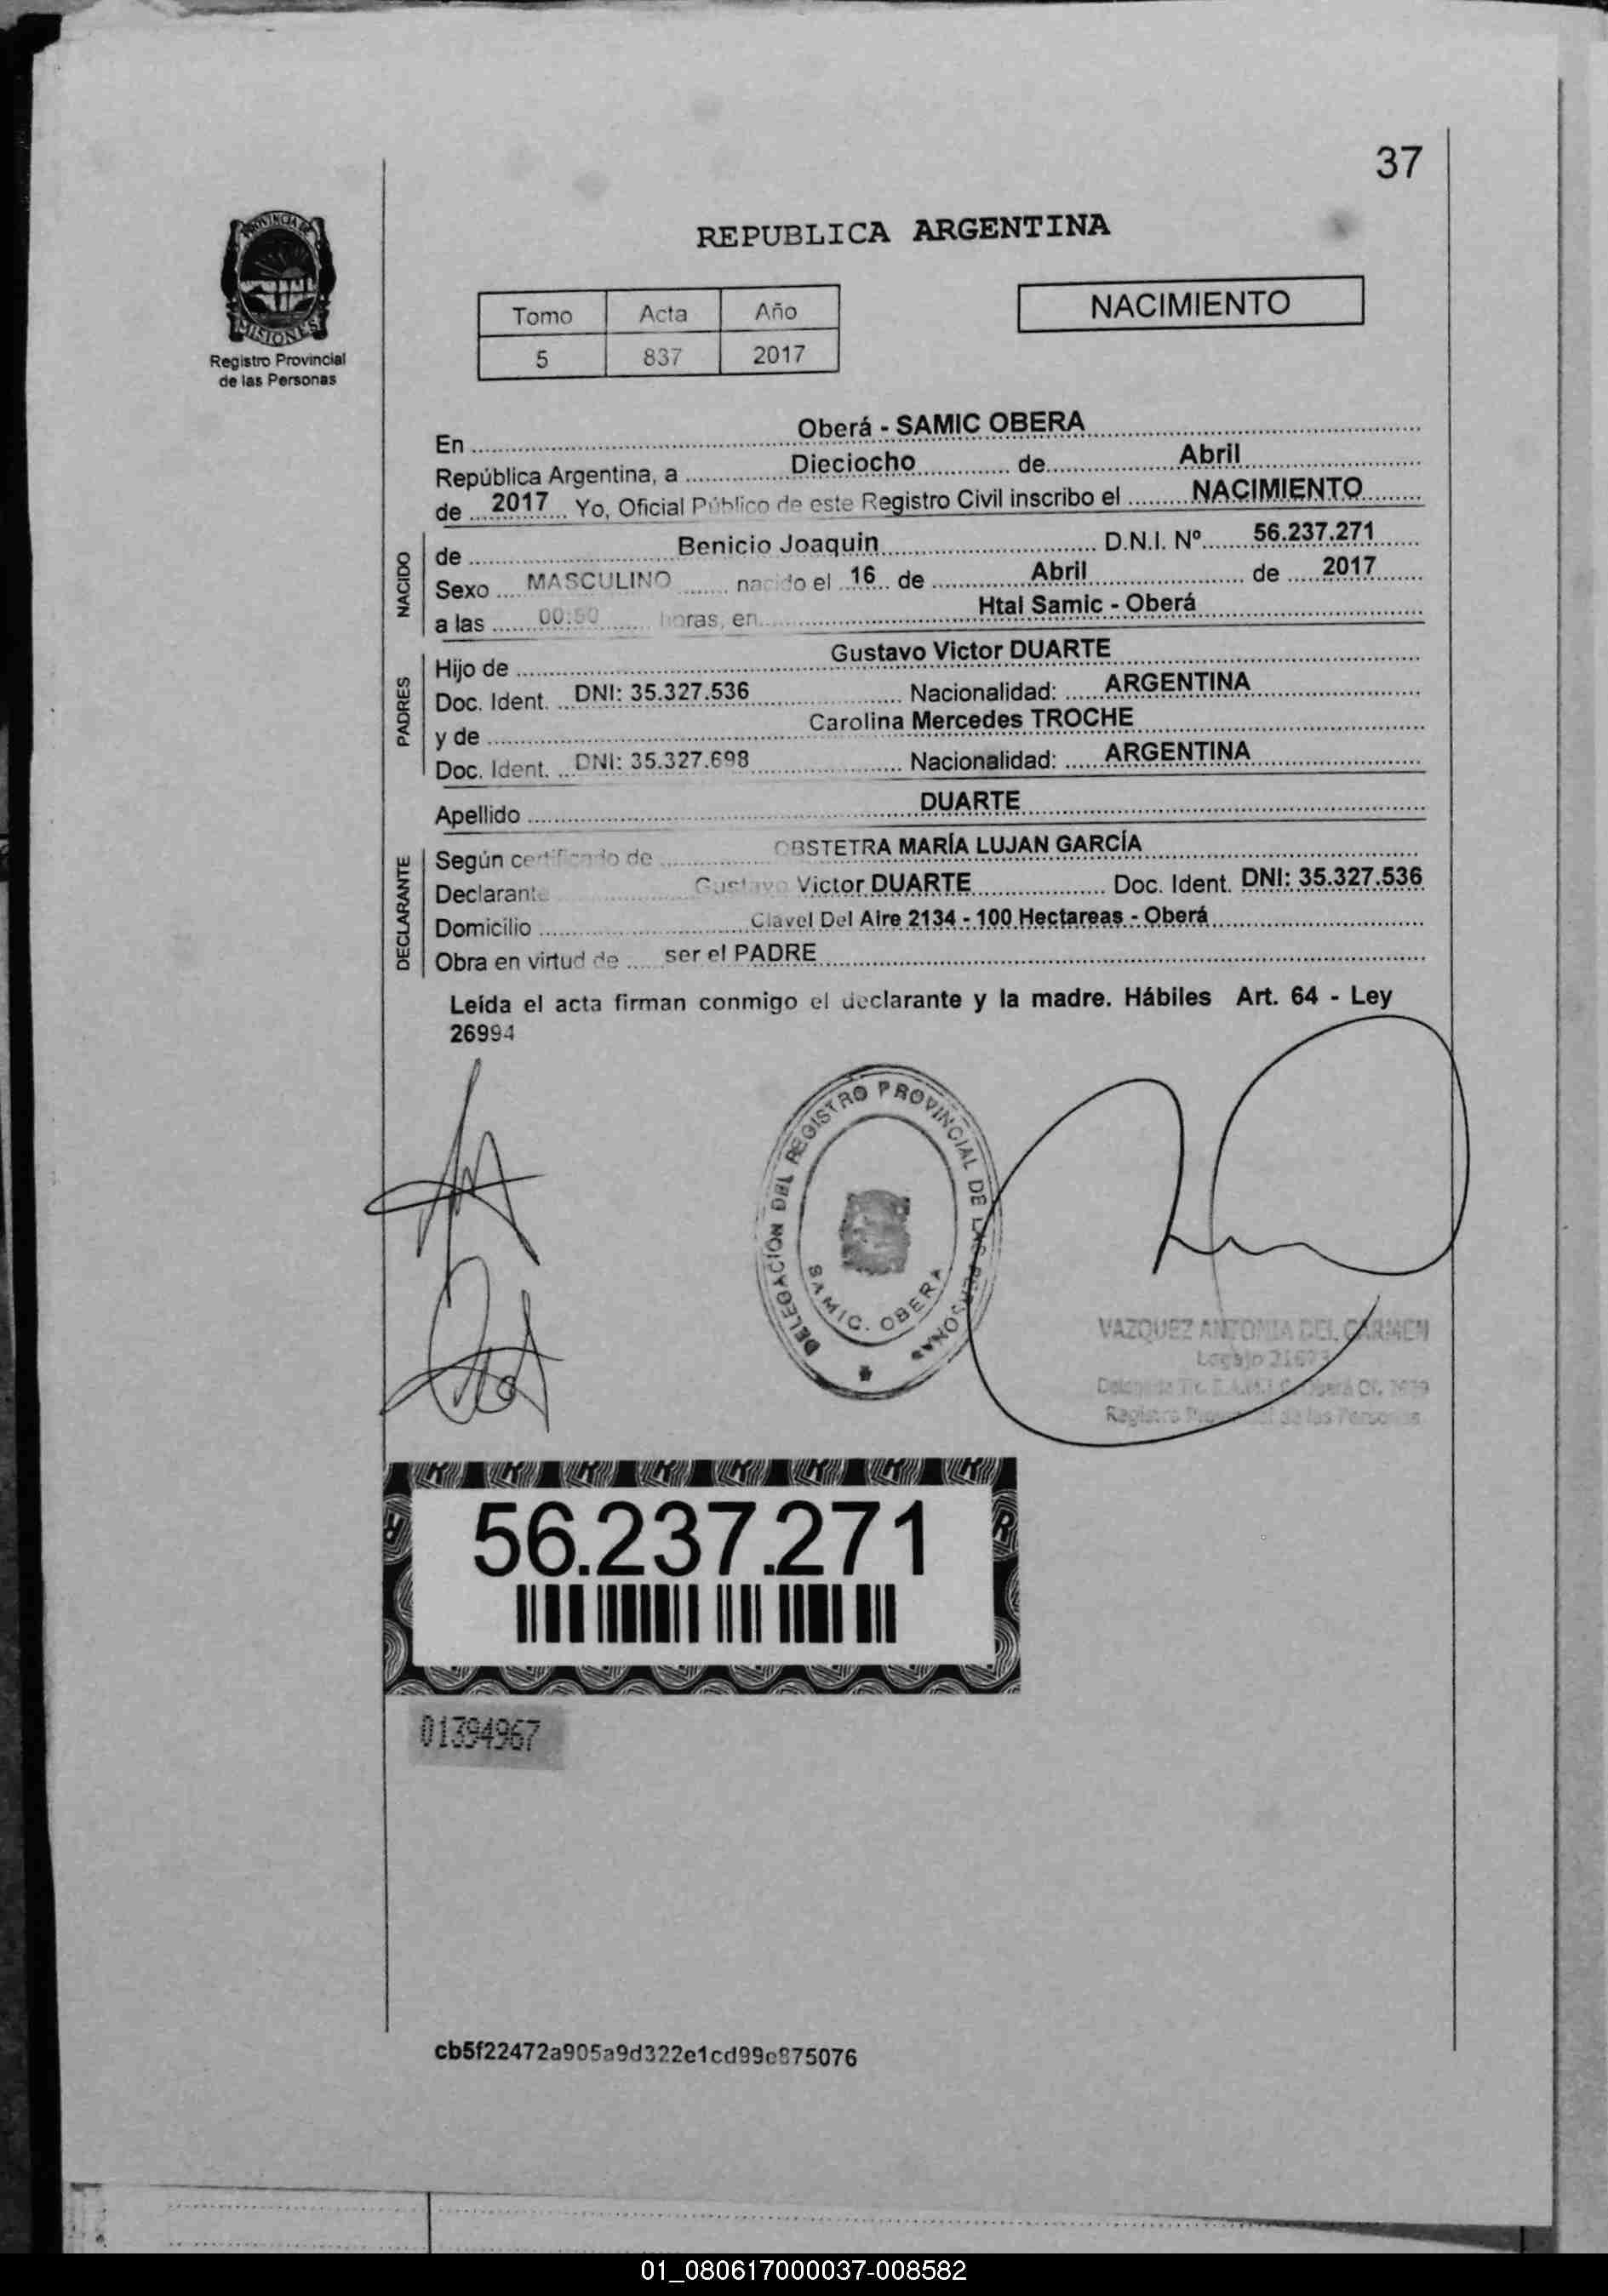 37
PROVINCIA DE
MISIONES
Registro Provincial
de las Personas
REPUBLICA ARGENTINA
Tomo Acta Año
5 837 2017
NACIMIENTO
En Oberá - SAMIC OBERA
República Argentina, a Dieciocho de Abril
de 2017 Yo, Oficial Público de este Registro Civil inscribo el NACIMIENTO
NACIDO
de Benicio Joaquin D.N.I. Nº 56.237.271
Sexo MASCULINO nacido el 16 de Abril de 2017
a las horas, en Htal Samic - Oberá
PADRES
Hijo de Gustavo Victor DUARTE
Doc. Ident. DNI: 35.327.536 Nacionalidad: ARGENTINA
y de Carolina Mercedes TROCHE
Doc. Ident. DNI: 35.327.698 Nacionalidad: ARGENTINA
Apellido DUARTE
DECLARANTE
Según certificado de OBSTETRA MARÍA LUJAN GARCÍA
Declarante Gustavo Victor DUARTE Doc. Ident. DNI: 35.327.536
Domicilio Clavel Del Aire 2134 - 100 Hectareas - Oberá
Obra en virtud de ser el PADRE
Leída el acta firman conmigo el declarante y la madre. Hábiles Art. 64 - Ley
26994
DELEGACION DEL REGISTRO PROVINCIAL DE LAS PERSONAS
SAMIC. OBERA
VAZQUEZ ANTONIA DEL CARMEN
Legajo
Registro Provincial de las Personas
56.237.271
01394967
cb5f22472a905a9d322e1cd99c875076
01_080617000037-008582